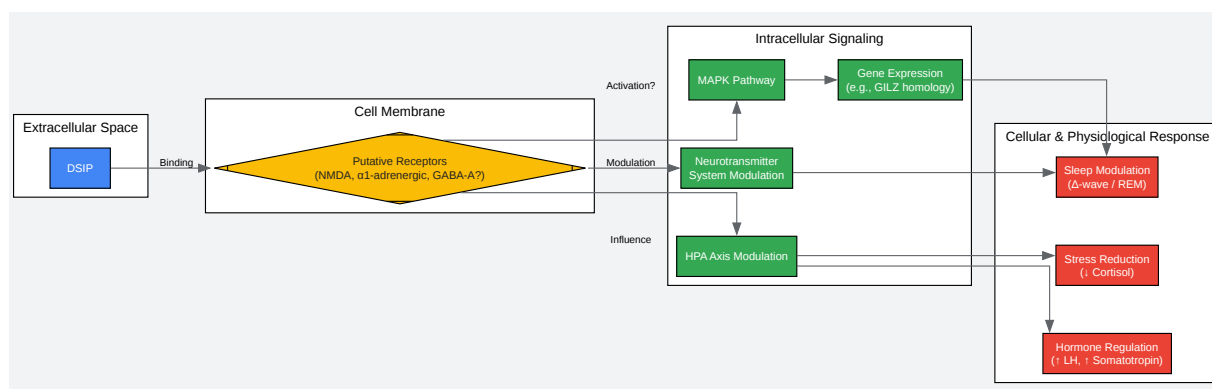 Extracellular Space
DSIP
Binding
Cell Membrane
Putative Receptors
(NMDA, α1-adrenergic, GABA-A?)
Activation?
Modulation
Influence
Intracellular Signaling
MAPK Pathway
Gene Expression
(e.g., GILZ homology)
Neurotransmitter
System Modulation
HPA Axis Modulation
Cellular & Physiological Response
Sleep Modulation
(Δ-wave / REM)
Stress Reduction
(↓ Cortisol)
Hormone Regulation
(↑ LH, ↑ Somatotropin)